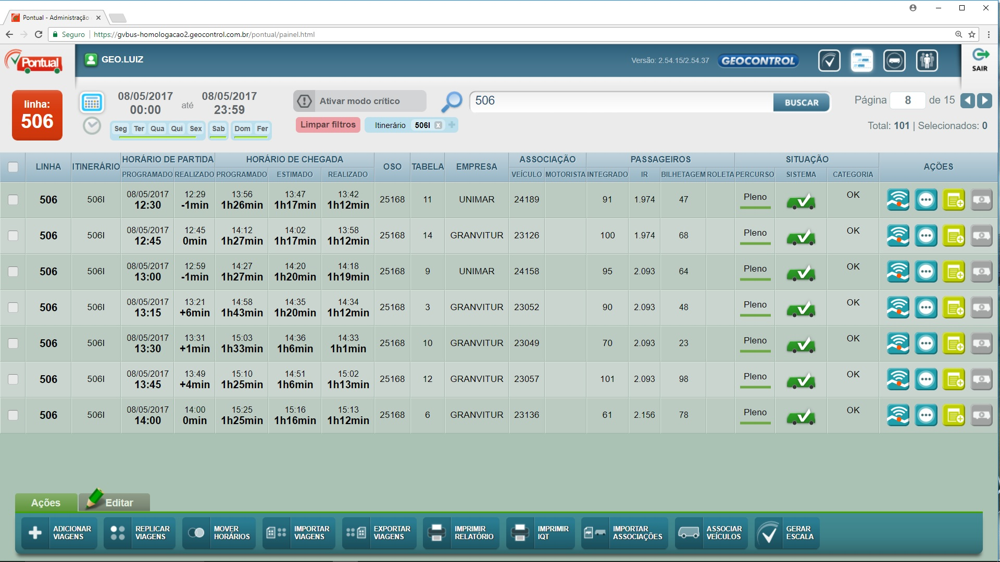 Pontual - Administração
Seguro | https://gvbus-homologacao2.geocontrol.com.br/pontual/painel.html
Pontual
GEO.LUIZ
Versão: 2.54.15/2.54.37
GEOCONTROL
SAIR
linha:
506
08/05/2017 até 08/05/2017
00:00 23:59
Seg Ter Qua Qui Sex Sab Dom Fer
Ativar modo crítico
506
BUSCAR
Página 8 de 15
Limpar filtros
Itinerário 506I x +
Total: 101 | Selecionados: 0
LINHA ITINERÁRIO HORÁRIO DE PARTIDA HORÁRIO DE CHEGADA OSO TABELA EMPRESA ASSOCIAÇÃO PASSAGEIROS SITUAÇÃO AÇÕES
PROGRAMADO REALIZADO PROGRAMADO ESTIMADO REALIZADO VEÍCULO MOTORISTA INTEGRADO IR BILHETAGEM ROLETA PERCURSO SISTEMA CATEGORIA
506 506I 08/05/2017 12:29 13:56 13:47 13:42 25168 11 UNIMAR 24189 91 1.974 47 Pleno OK
12:30 -1min 1h26min 1h17min 1h12min
506 506I 08/05/2017 12:45 14:12 14:02 13:58 25168 14 GRANVITUR 23126 100 1.974 68 Pleno OK
12:45 0min 1h27min 1h17min 1h12min
506 506I 08/05/2017 12:59 14:27 14:20 14:18 25168 9 UNIMAR 24158 95 2.093 64 Pleno OK
13:00 -1min 1h27min 1h20min 1h19min
506 506I 08/05/2017 13:21 14:58 14:35 14:34 25168 3 GRANVITUR 23052 90 2.093 48 Pleno OK
13:15 +6min 1h43min 1h20min 1h12min
506 506I 08/05/2017 13:31 15:03 14:36 14:33 25168 10 GRANVITUR 23049 70 2.093 23 Pleno OK
13:30 +1min 1h33min 1h6min 1h1min
506 506I 08/05/2017 13:49 15:10 14:51 15:02 25168 12 GRANVITUR 23057 101 2.093 98 Pleno OK
13:45 +4min 1h25min 1h6min 1h13min
506 506I 08/05/2017 14:00 15:25 15:16 15:13 25168 6 GRANVITUR 23136 61 2.156 78 Pleno OK
14:00 0min 1h25min 1h16min 1h12min
Ações Editar
ADICIONAR VIAGENS
REPLICAR VIAGENS
MOVER HORÁRIOS
IMPORTAR VIAGENS
EXPORTAR VIAGENS
IMPRIMIR RELATÓRIO
IMPRIMIR IQT
IMPORTAR ASSOCIAÇÕES
ASSOCIAR VEÍCULOS
GERAR ESCALA